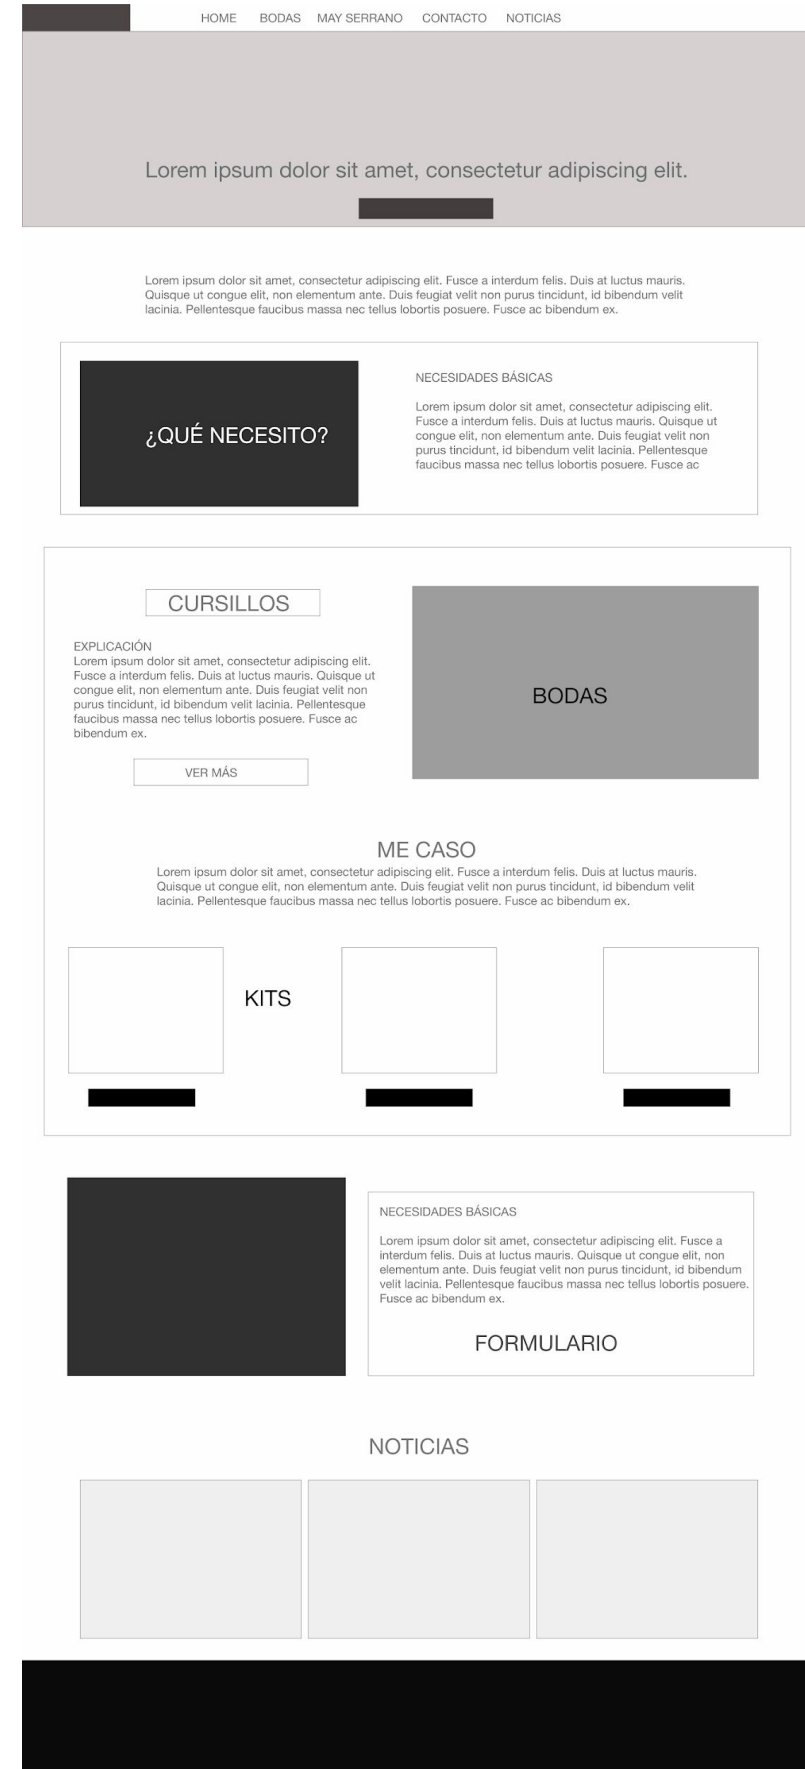 HOME BODAS MAY SERRANO CONTACTO NOTICIAS
Lorem ipsum dolor sit amet, consectetur adipiscing elit.
Lorem ipsum dolor sit amet, consectetur adipiscing elit. Fusce a interdum felis. Duis at luctus mauris.
Quisque ut congue elit, non elementum ante. Duis feugiat velit non purus tincidunt, id bibendum velit
lacinia. Pellentesque faucibus massa nec tellus lobortis posuere. Fusce ac bibendum ex.
¿QUÉ NECESITO?
NECESIDADES BÁSICAS
Lorem ipsum dolor sit amet, consectetur adipiscing elit.
Fusce a interdum felis. Duis at luctus mauris. Quisque ut
congue elit, non elementum ante. Duis feugiat velit non
purus tincidunt, id bibendum velit lacinia. Pellentesque
faucibus massa nec tellus lobortis posuere. Fusce ac
CURSILLOS
EXPLICACIÓN
Lorem ipsum dolor sit amet, consectetur adipiscing elit.
Fusce a interdum felis. Duis at luctus mauris. Quisque ut
congue elit, non elementum ante. Duis feugiat velit non
purus tincidunt, id bibendum velit lacinia. Pellentesque
faucibus massa nec tellus lobortis posuere. Fusce ac
bibendum ex.
VER MÁS
BODAS
ME CASO
Lorem ipsum dolor sit amet, consectetur adipiscing elit. Fusce a interdum felis. Duis at luctus mauris.
Quisque ut congue elit, non elementum ante. Duis feugiat velit non purus tincidunt, id bibendum velit
lacinia. Pellentesque faucibus massa nec tellus lobortis posuere. Fusce ac bibendum ex.
KITS
NECESIDADES BÁSICAS
Lorem ipsum dolor sit amet, consectetur adipiscing elit. Fusce a
interdum felis. Duis at luctus mauris. Quisque ut congue elit, non
elementum ante. Duis feugiat velit non purus tincidunt, id bibendum
velit lacinia. Pellentesque faucibus massa nec tellus lobortis posuere.
Fusce ac bibendum ex.
FORMULARIO
NOTICIAS